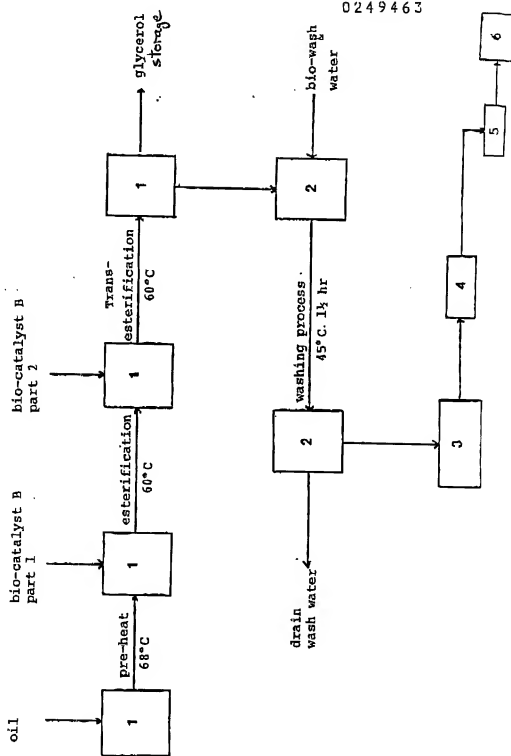 0249463
oil
1
pre-heat
68°C
bio-catalyst B
part 1
1
esterification
60°C
bio-catalyst B
part 2
1
Trans-
esterification
60°C
1
glycerol
storage
bio-wash
water
2
washing process
45°C. 1½ hr
2
drain
wash water
3
4
5
6